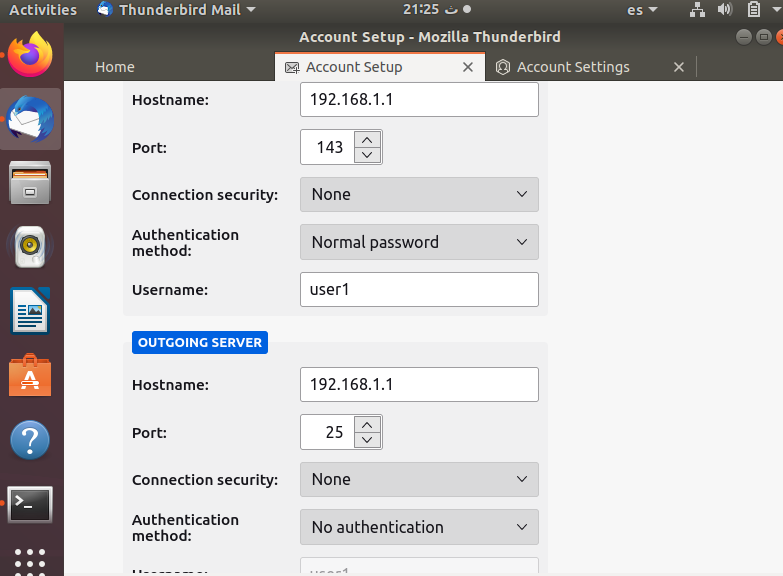 Activities Thunderbird Mail 21:25 ث es
Account Setup - Mozilla Thunderbird
Home Account Setup Account Settings
Hostname: 192.168.1.1
Port: 143
Connection security: None
Authentication
method: Normal password
Username: user1
OUTGOING SERVER
Hostname: 192.168.1.1
Port: 25
Connection security: None
Authentication
method: No authentication
Username: user1